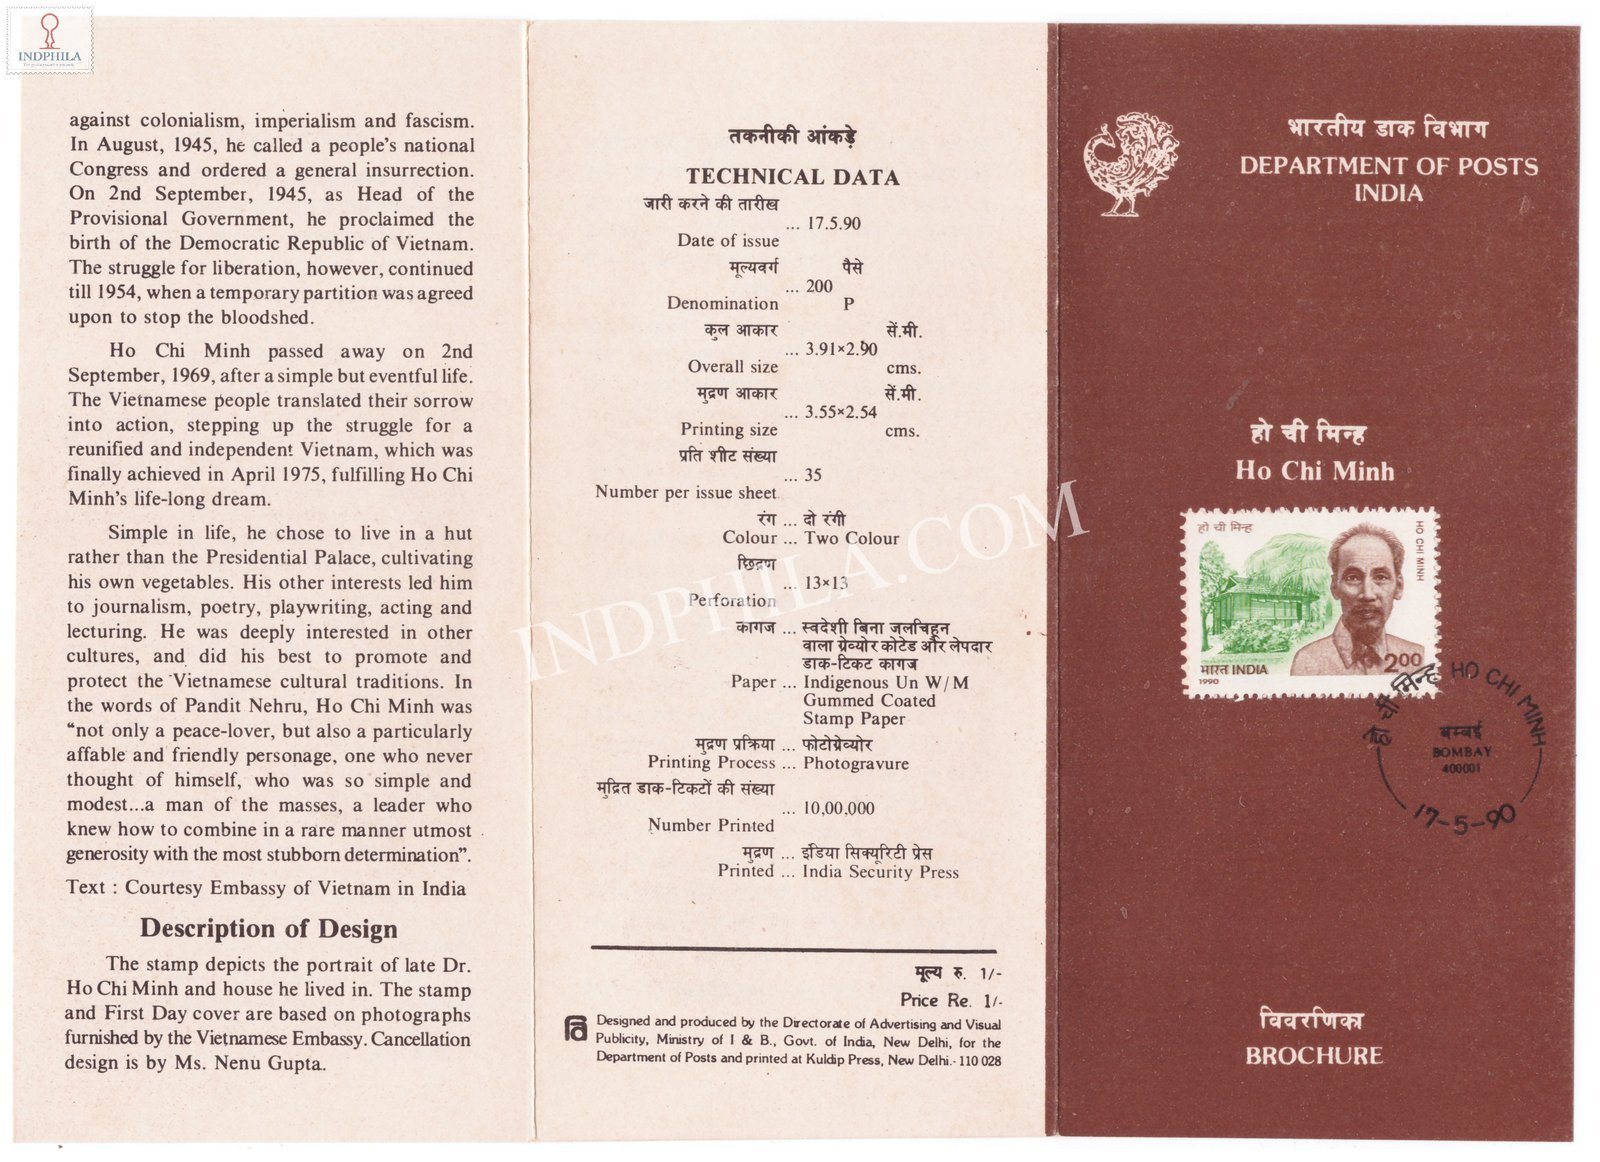 INDPHILA
against colonialism, imperialism and fascism.
In August, 1945, he called a people's national
Congress and ordered a general insurrection.
On 2nd September, 1945, as Head of the
Provisional Government, he proclaimed the
birth of the Democratic Republic of Vietnam.
The struggle for liberation, however, continued
till 1954, when a temporary partition was agreed
upon to stop the bloodshed.
Ho Chi Minh passed away on 2nd
September, 1969, after a simple but eventful life.
The Vietnamese people translated their sorrow
into action, stepping up the struggle for a
reunified and independent Vietnam, which was
finally achieved in April 1975, fulfilling Ho Chi
Minh's life-long dream.
Simple in life, he chose to live in a hut
rather than the Presidential Palace, cultivating
his own vegetables. His other interests led him
to journalism, poetry, playwriting, acting and
lecturing. He was deeply interested in other
cultures, and did his best to promote and
protect the Vietnamese cultural traditions. In
the words of Pandit Nehru, Ho Chi Minh was
"not only a peace-lover, but also a particularly
affable and friendly personage, one who never
thought of himself, who was so simple and
modest...a man of the masses, a leader who
knew how to combine in a rare manner utmost
generosity with the most stubborn determination".
Text : Courtesy Embassy of Vietnam in India
Description of Design
The stamp depicts the portrait of late Dr.
Ho Chi Minh and house he lived in. The stamp
and First Day cover are based on photographs
furnished by the Vietnamese Embassy. Cancellation
design is by Ms. Nenu Gupta.
तकनीकी आंकड़े
TECHNICAL DATA
जारी करने की तारीख
... 17.5.90
Date of issue
मूल्यवर्ग पैसे
... 200
Denomination P
कुल आकार सें.मी.
... 3.91×2.90
Overall size cms.
मुद्रण आकार सें.मी.
... 3.55×2.54
Printing size cms.
प्रति शीट संख्या
... 35
Number per issue sheet
रंग ... दो रंगी
Colour ... Two Colour
छिद्रण
... 13×13
Perforation
कागज ... स्वदेशी बिना जलचिह्न
वाला ग्रेव्योर कोटेड और लेपदार
डाक-टिकट कागज
Paper ... Indigenous Un W/M
Gummed Coated
Stamp Paper
मुद्रण प्रक्रिया ... फोटोग्रेव्योर
Printing Process ... Photogravure
मुद्रित डाक-टिकटों की संख्या
... 10,00,000
Number Printed
मुद्रण ... इंडिया सिक्यूरिटी प्रेस
Printed ... India Security Press
मूल्य रु. 1/-
Price Re. 1/-
Designed and produced by the Directorate of Advertising and Visual
Publicity, Ministry of I & B., Govt. of India, New Delhi, for the
Department of Posts and printed at Kuldip Press, New Delhi.- 110 028
INDPHILA.COM
भारतीय डाक विभाग
DEPARTMENT OF POSTS
INDIA
हो ची मिन्ह
Ho Chi Minh
हो ची मिन्ह
HO CHI MINH
भारत INDIA 200
1990
हो ची मिन्ह HO CHI MINH
बम्बई
BOMBAY
400001
17-5-90
विवरणिका
BROCHURE